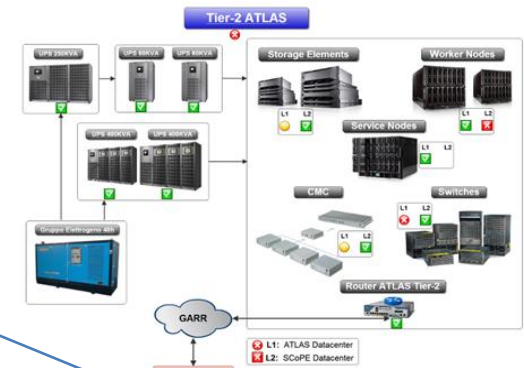 Tier-2 ATLAS
UPS 250KVA
UPS 60KVA
UPS 60KVA
Storage Elements
Worker Nodes
L1 L2
L1 L2
UPS 400KVA
UPS 400KVA
Service Nodes
L1 L2
CMC
Switches
L1 L2
L1 L2
Gruppo Elettrogeno 48h
Router ATLAS Tier-2
GARR
L1: ATLAS Datacenter
L2: SCoPE Datacenter